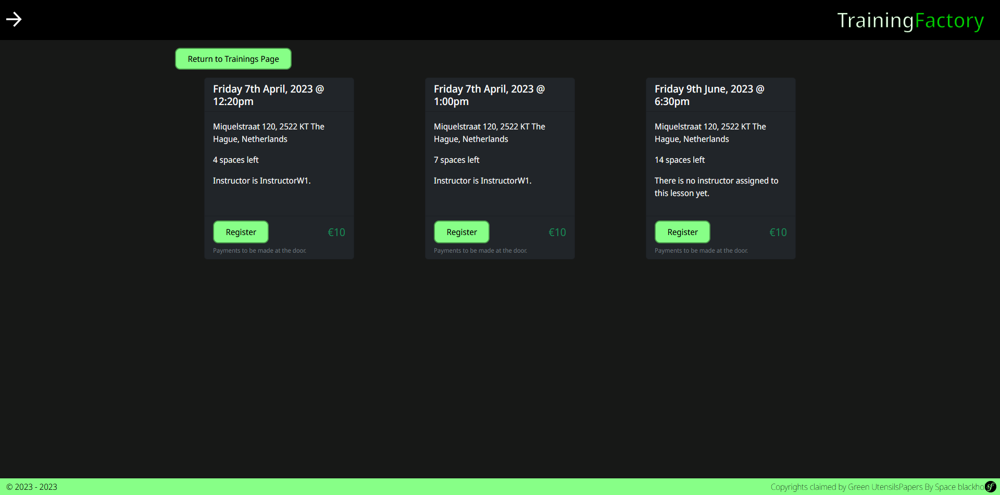 TrainingFactory
Return to Trainings Page
Friday 7th April, 2023 @
12:20pm
Miquelstraat 120, 2522 KT The
Hague, Netherlands
4 spaces left
Instructor is InstructorW1.
Register
€10
Payments to be made at the door.
Friday 7th April, 2023 @
1:00pm
Miquelstraat 120, 2522 KT The
Hague, Netherlands
7 spaces left
Instructor is InstructorW1.
Register
€10
Payments to be made at the door.
Friday 9th June, 2023 @
6:30pm
Miquelstraat 120, 2522 KT The
Hague, Netherlands
14 spaces left
There is no instructor assigned to
this lesson yet.
Register
€10
Payments to be made at the door.
© 2023 - 2023
Copyrights claimed by Green UtensilsPapers By Space